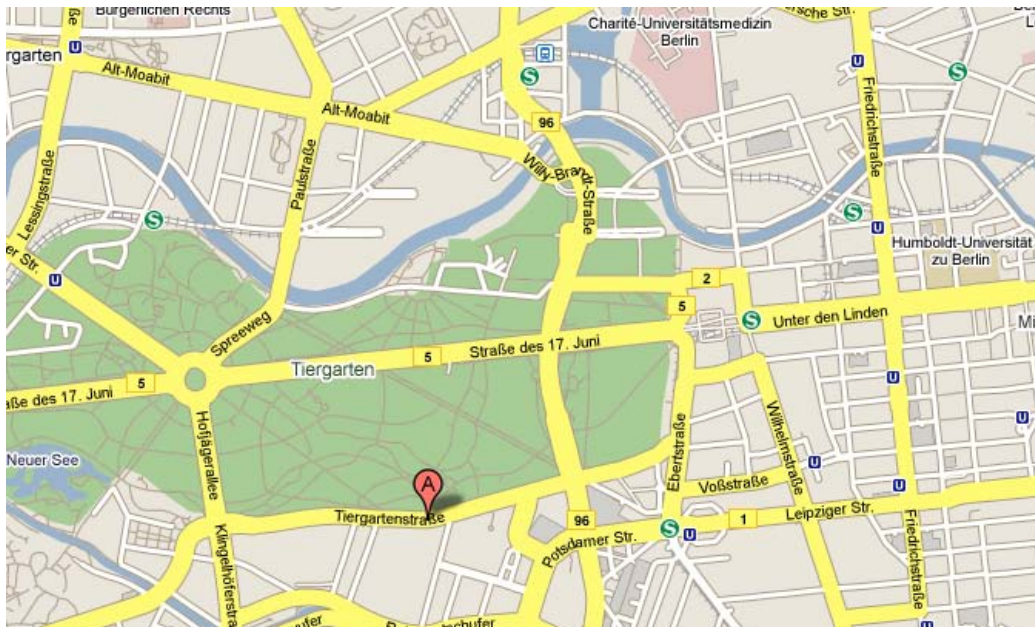 Bürgerlichen Rechts
Charité-Universitätsmedizin
Berlin
rgarten
U
Alt-Moabit
Alt-Moabit
S
96
U
S
Friedrichstraße
Lessingstraße
Paulstraße
Willy-Brandt-Straße
S
S
U
er Str.
U
Humboldt-Universität
zu Berlin
2
5
Spreeweg
S
Unter den Linden
Mi
Straße des 17. Juni
5
Tiergarten
5
aße des 17. Juni
U
Hofjägerallee
Wilhelmstraße
U
Neuer See
Ebertstraße
U
A
Voßstraße
U
Tiergartenstraße
96
Potsdamer Str.
S
U
1
Leipziger Str.
Klingelhöferstra
Friedrichstraße